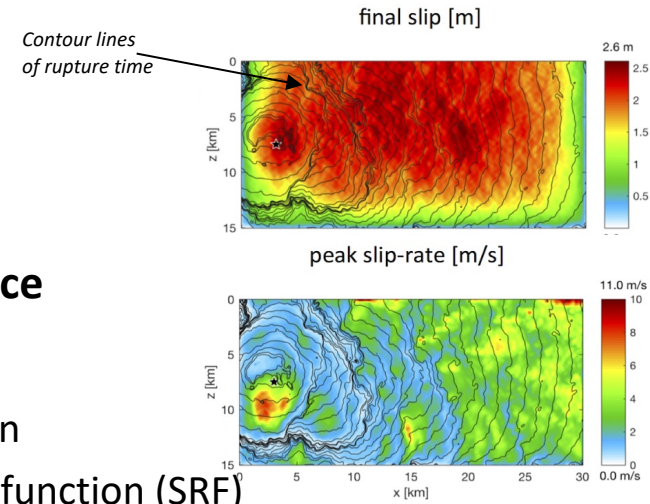 final slip [m]
Contour lines
of rupture time
2.6 m
0
5
10
15
z [km]
2.5
2
1.5
1
0.5
peak slip-rate [m/s]
ce
n
function (SRF)
11.0 m/s
0
5
10
15
z [km]
10
8
6
4
2
0
0.0 m/s
0
5
10
15
20
25
30
x [km]